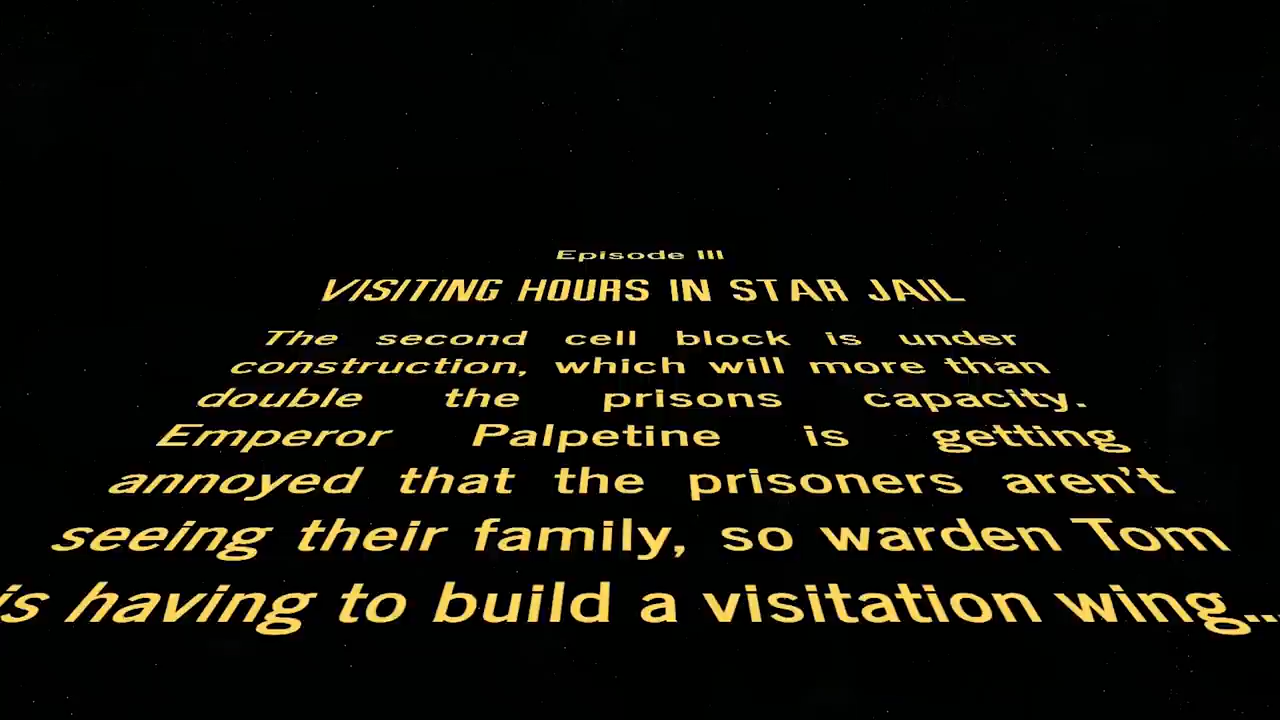 Episode III
VISITING HOURS IN STAR JAIL
The second cell block is under
construction, which will more than
double the prisons capacity.
Emperor Palpetine is getting
annoyed that the prisoners aren't
seeing their family, so warden Tom
is having to build a visitation wing...